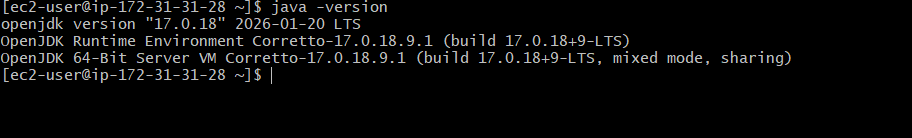 [ec2-user@ip-172-31-31-28 ~]$ java -version
openjdk version "17.0.18" 2026-01-20 LTS
OpenJDK Runtime Environment Corretto-17.0.18.9.1 (build 17.0.18+9-LTS)
OpenJDK 64-Bit Server VM Corretto-17.0.18.9.1 (build 17.0.18+9-LTS, mixed mode, sharing)
[ec2-user@ip-172-31-31-28 ~]$